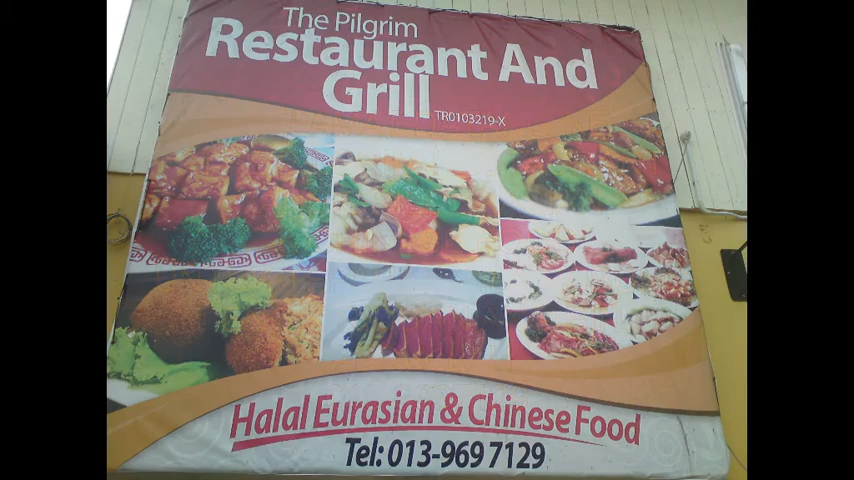 The Pilgrim
Restaurant And
Grill
TR0103219-X
Halal Eurasian & Chinese Food
Tel: 013-969 7129